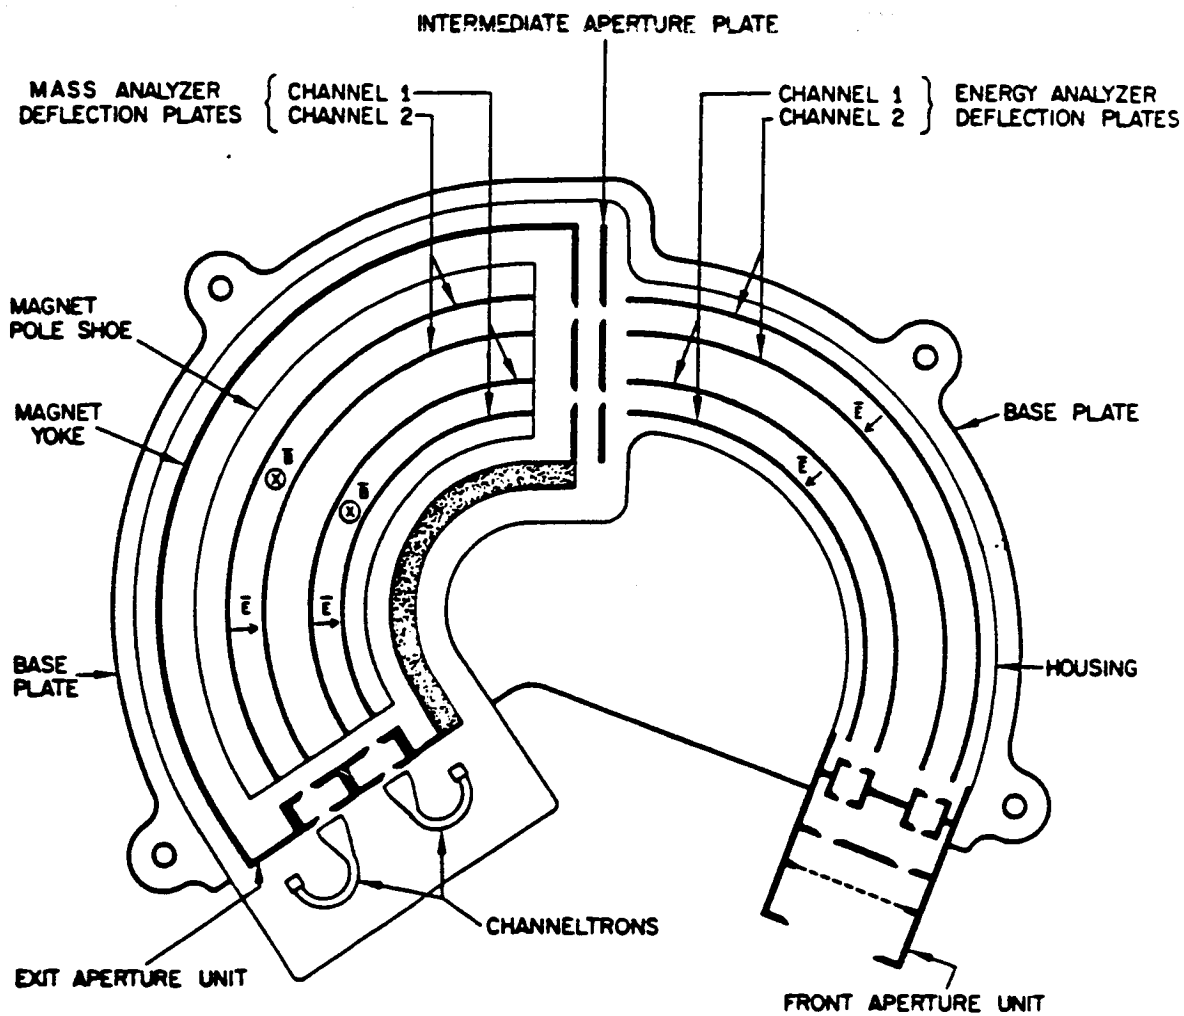 INTERMEDIATE APERTURE PLATE
MASS ANALYZER
DEFLECTION PLATES
CHANNEL 1
CHANNEL 2
CHANNEL 1
CHANNEL 2
ENERGY ANALYZER
DEFLECTION PLATES
MAGNET
POLE SHOE
MAGNET
YOKE
BASE PLATE
E
E
B
B
E
E
BASE
PLATE
HOUSING
CHANNELTRONS
EXIT APERTURE UNIT
FRONT APERTURE UNIT